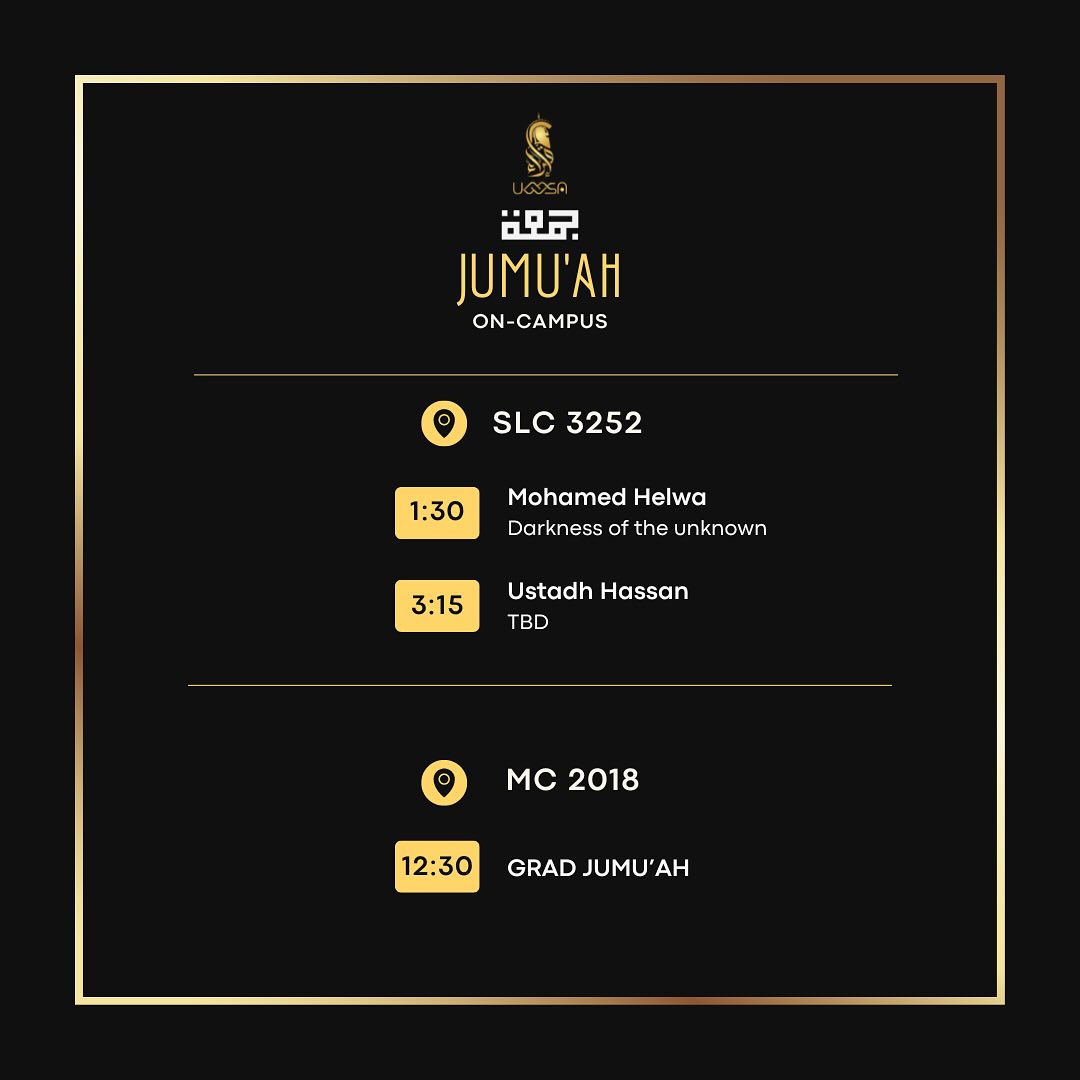 جمعة
JUMU'AH
ON-CAMPUS
SLC 3252
1:30
Mohamed Helwa
Darkness of the unknown
3:15
Ustadh Hassan
TBD
MC 2018
12:30
GRAD JUMU’AH